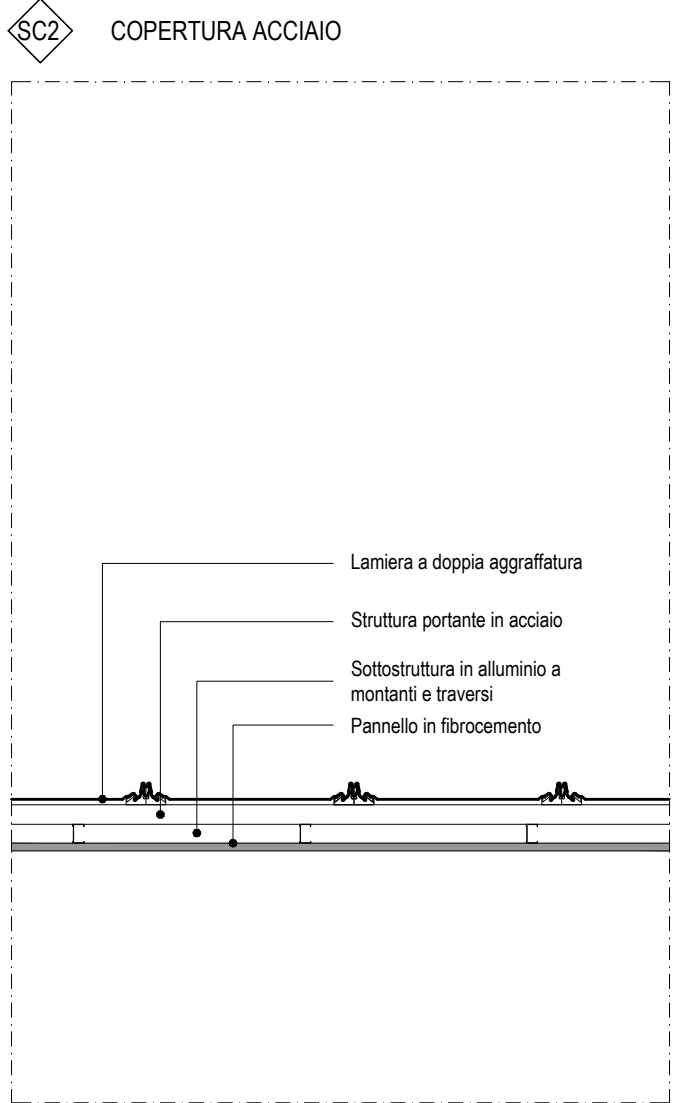 SC2 COPERTURA ACCIAIO
Lamiera a doppia aggraffatura
Struttura portante in acciaio
Sottostruttura in alluminio a
montanti e traversi
Pannello in fibrocemento